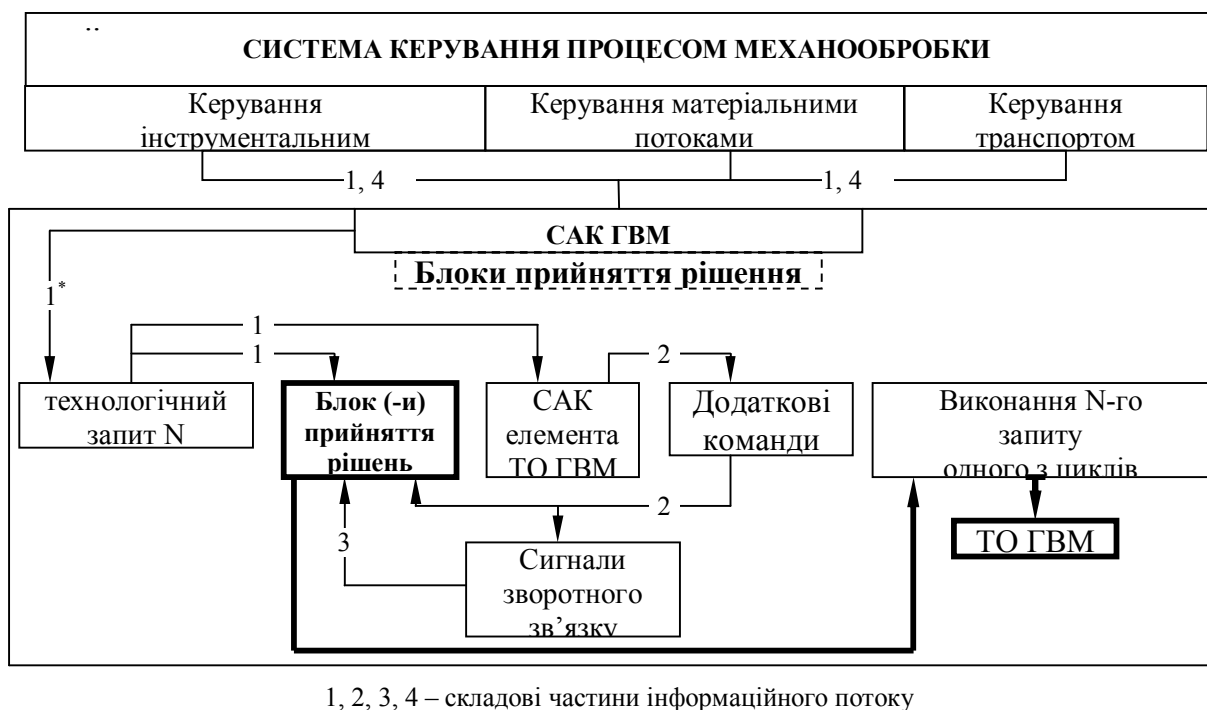 ..
СИСТЕМА КЕРУВАННЯ ПРОЦЕСОМ МЕХАНООБРОБКИ
Керування
інструментальним
Керування матеріальними
потоками
Керування
транспортом
1, 4
1, 4
САК ГВМ
Блоки прийняття рішення
1*
1
1
2
технологічний
запит N
Блок (-и)
прийняття
рішень
САК
елемента
ТО ГВМ
Додаткові
команди
Виконання N-го
запиту
одного з циклів
2
3
ТО ГВМ
Сигнали
зворотного
зв’язку
1, 2, 3, 4 – складові частини інформаційного потоку